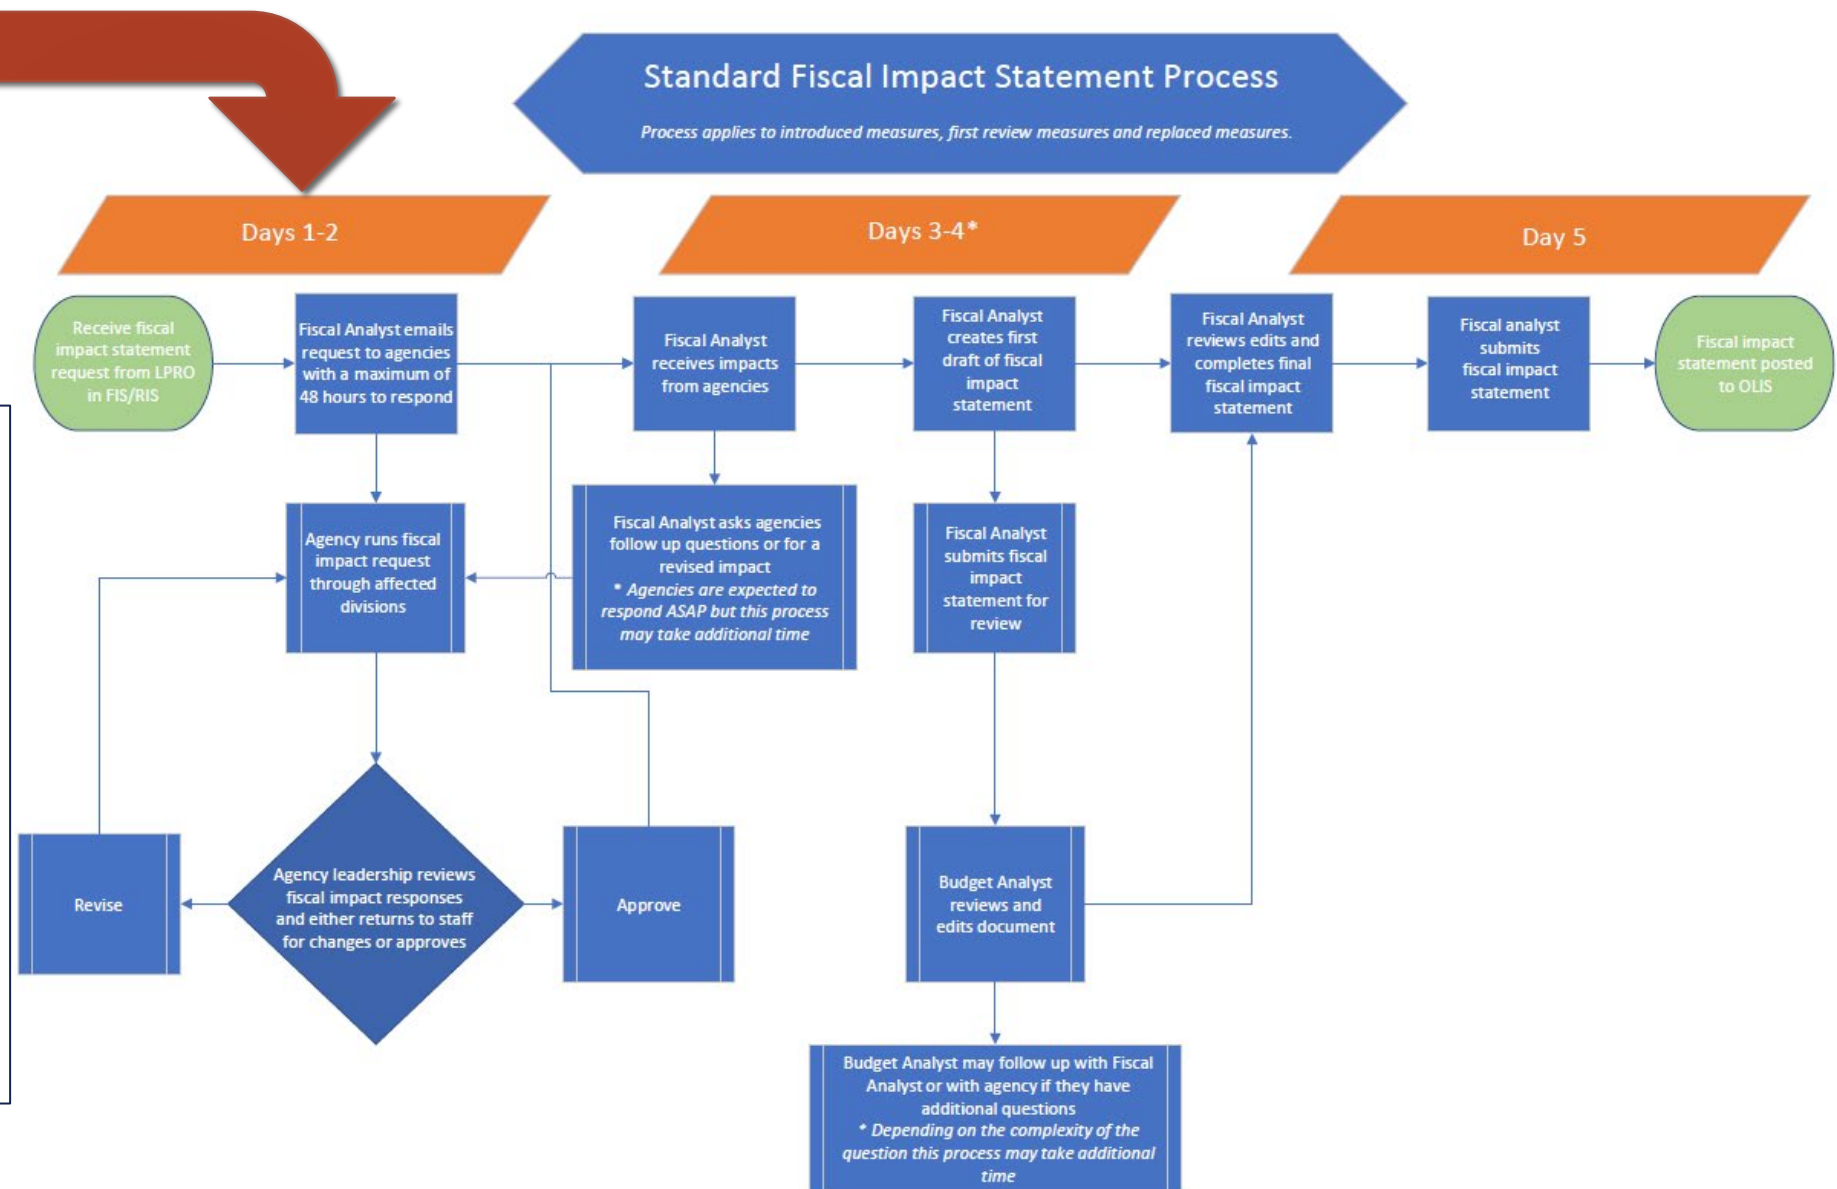 Standard Fiscal Impact Statement Process
Process applies to introduced measures, first review measures and replaced measures.
Days 1-2
Days 3-4*
Day 5
Receive fiscal
impact statement
request from LPRO
in FIS/RIS
Fiscal Analyst emails
request to agencies
with a maximum of
48 hours to respond
Fiscal Analyst
receives impacts
from agencies
Fiscal Analyst
creates first
draft of fiscal
impact
statement
Fiscal Analyst
reviews edits and
completes final
fiscal impact
statement
Fiscal analyst
submits
fiscal impact
statement
Fiscal impact
statement posted
to OLIS
Agency runs fiscal
impact request
through affected
divisions
Fiscal Analyst asks agencies
follow up questions or for a
revised impact
* Agencies are expected to
respond ASAP but this process
may take additional time
Fiscal Analyst
submits fiscal
impact
statement for
review
Revise
Agency leadership reviews
fiscal impact responses
and either returns to staff
for changes or approves
Approve
Budget Analyst
reviews and
edits document
Budget Analyst may follow up with Fiscal
Analyst or with agency if they have
additional questions
* Depending on the complexity of the
question this process may take additional
time